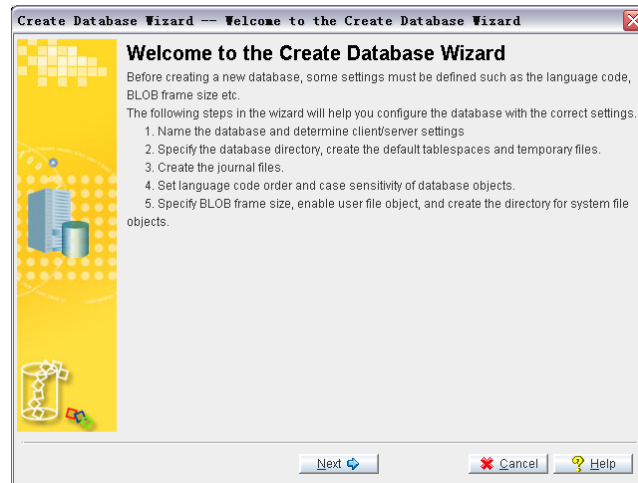 Create Database Wizard -- Welcome to the Create Database Wizard
Welcome to the Create Database Wizard
Before creating a new database, some settings must be defined such as the language code,
BLOB frame size etc.
The following steps in the wizard will help you configure the database with the correct settings.
1. Name the database and determine client/server settings
2. Specify the database directory, create the default tablespaces and temporary files.
3. Create the journal files.
4. Set language code order and case sensitivity of database objects.
5. Specify BLOB frame size, enable user file object, and create the directory for system file
objects.
Next
Cancel
Help